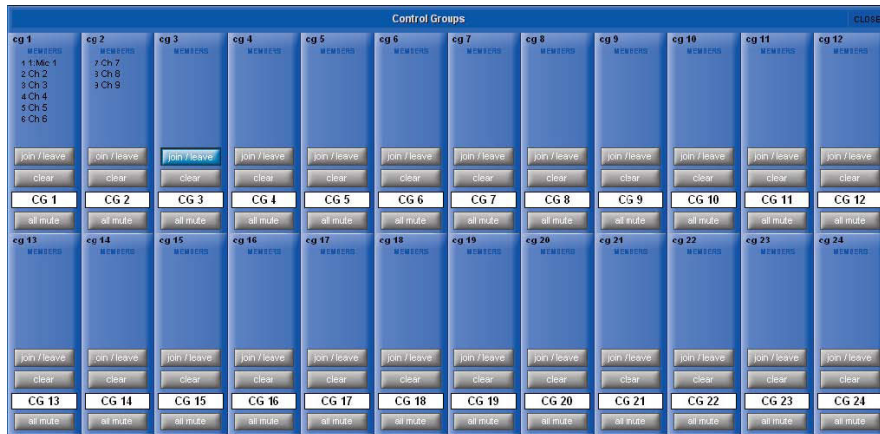 Control Groups CLOSE
cg 1 cg 2 cg 3 cg 4 cg 5 cg 6 cg 7 cg 8 cg 9 cg 10 cg 11 cg 12
MEMBERS MEMBERS MEMBERS MEMBERS MEMBERS MEMBERS MEMBERS MEMBERS MEMBERS MEMBERS MEMBERS MEMBERS
1 1:Mic 1 7 Ch 7
2 Ch 2 8 Ch 8
3 Ch 3 9 Ch 9
4 Ch 4
5 Ch 5
6 Ch 6
join / leave join / leave join / leave join / leave join / leave join / leave join / leave join / leave join / leave join / leave join / leave join / leave
clear clear clear clear clear clear clear clear clear clear clear clear
CG 1 CG 2 CG 3 CG 4 CG 5 CG 6 CG 7 CG 8 CG 9 CG 10 CG 11 CG 12
all mute all mute all mute all mute all mute all mute all mute all mute all mute all mute all mute all mute
cg 13 cg 14 cg 15 cg 16 cg 17 cg 18 cg 19 cg 20 cg 21 cg 22 cg 23 cg 24
MEMBERS MEMBERS MEMBERS MEMBERS MEMBERS MEMBERS MEMBERS MEMBERS MEMBERS MEMBERS MEMBERS MEMBERS
join / leave join / leave join / leave join / leave join / leave join / leave join / leave join / leave join / leave join / leave join / leave join / leave
clear clear clear clear clear clear clear clear clear clear clear clear
CG 13 CG 14 CG 15 CG 16 CG 17 CG 18 CG 19 CG 20 CG 21 CG 22 CG 23 CG 24
all mute all mute all mute all mute all mute all mute all mute all mute all mute all mute all mute all mute